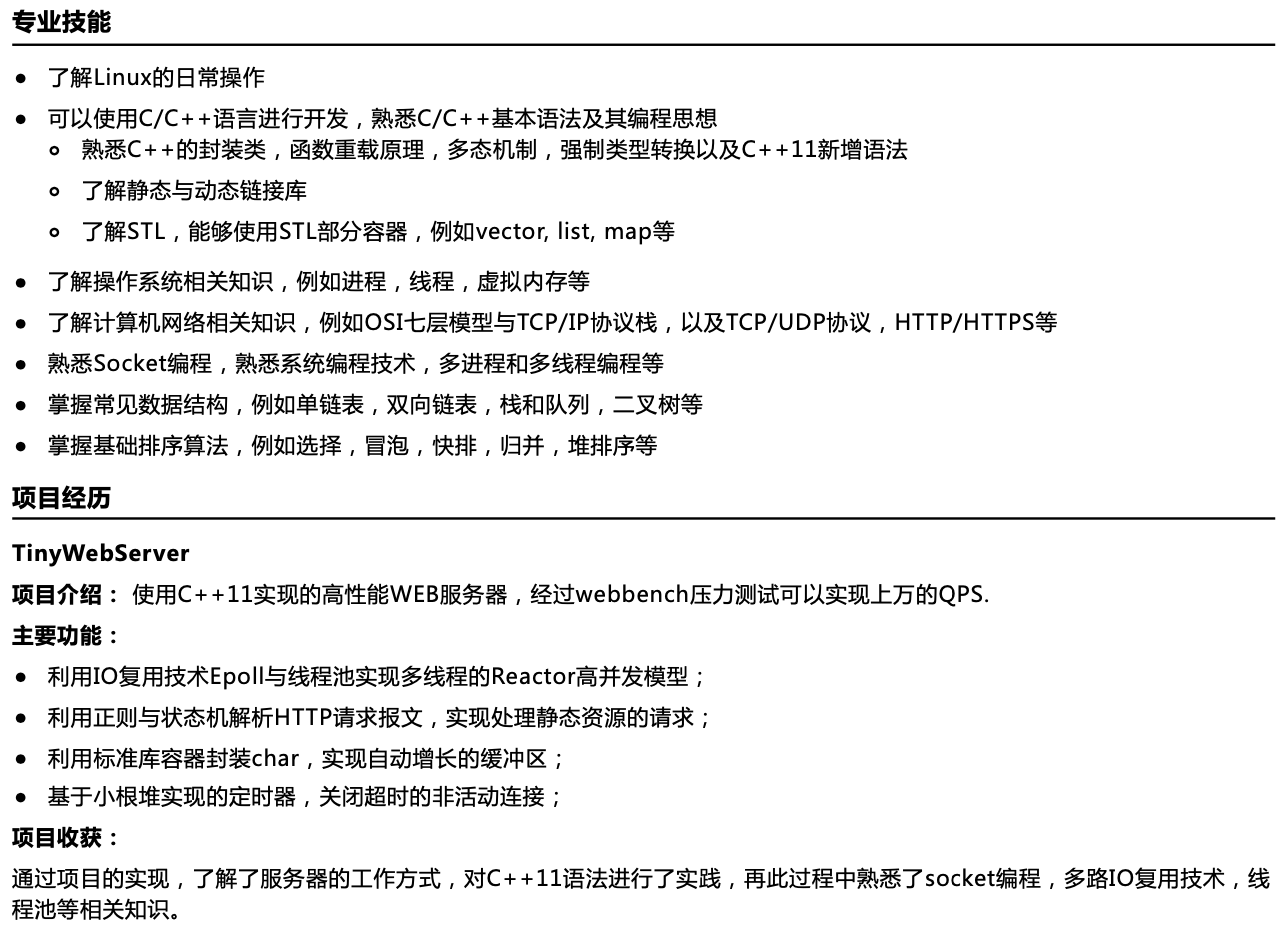 专业技能
● 了解Linux的日常操作
● 可以使用C/C++语言进行开发，熟悉C/C++基本语法及其编程思想
○ 熟悉C++的封装类，函数重载原理，多态机制，强制类型转换以及C++11新增语法
○ 了解静态与动态链接库
○ 了解STL，能够使用STL部分容器，例如vector, list, map等
● 了解操作系统相关知识，例如进程，线程，虚拟内存等
● 了解计算机网络相关知识，例如OSI七层模型与TCP/IP协议栈，以及TCP/UDP协议，HTTP/HTTPS等
● 熟悉Socket编程，熟悉系统编程技术，多进程和多线程编程等
● 掌握常见数据结构，例如单链表，双向链表，栈和队列，二叉树等
● 掌握基础排序算法，例如选择，冒泡，快排，归并，堆排序等
项目经历
TinyWebServer
项目介绍： 使用C++11实现的高性能WEB服务器，经过webbench压力测试可以实现上万的QPS.
主要功能：
● 利用IO复用技术Epoll与线程池实现多线程的Reactor高并发模型；
● 利用正则与状态机解析HTTP请求报文，实现处理静态资源的请求；
● 利用标准库容器封装char，实现自动增长的缓冲区；
● 基于小根堆实现的定时器，关闭超时的非活动连接；
项目收获：
通过项目的实现，了解了服务器的工作方式，对C++11语法进行了实践，再此过程中熟悉了socket编程，多路IO复用技术，线
程池等相关知识。